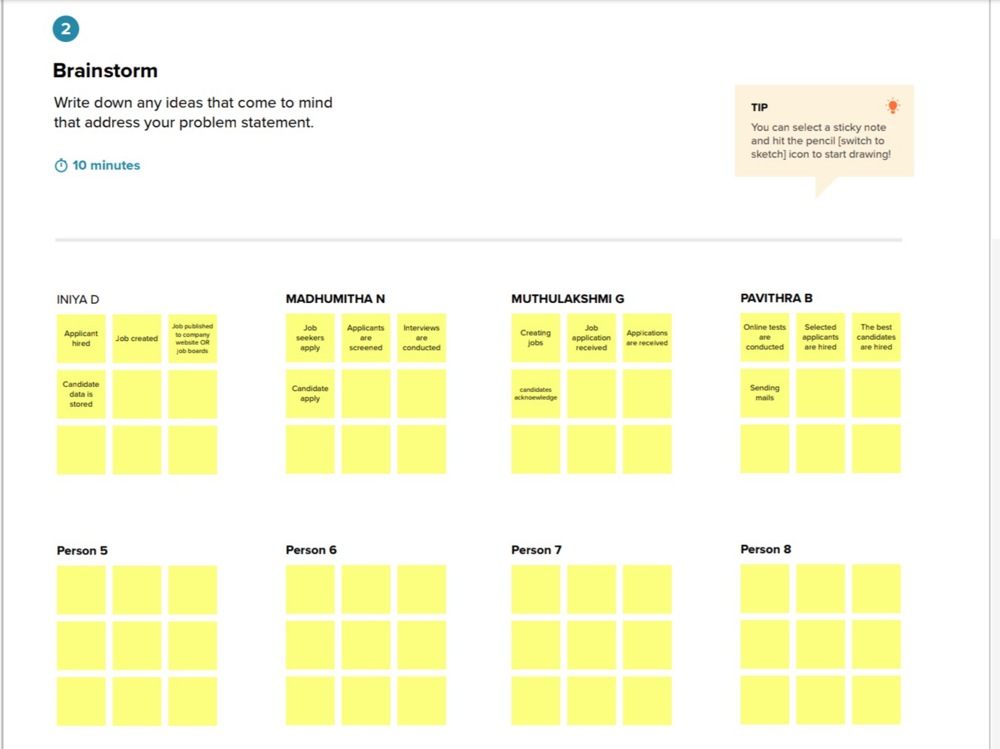 2
Brainstorm
Write down any ideas that come to mind
that address your problem statement.
10 minutes
TIP
You can select a sticky note
and hit the pencil [switch to
sketch] icon to start drawing!
INIYA D
Applicant
hired
Job created
Job published
to company
website OR
job boards
Candidate
data is
stored
MADHUMITHA N
Job
seekers
apply
Applicants
are
screened
Interviews
are
conducted
Candidate
apply
MUTHULAKSHMI G
Creating
jobs
Job
application
received
Applications
are received
candidates
acknoewledge
PAVITHRA B
Online tests
are
conducted
Selected
applicants
are hired
The best
candidates
are hired
Sending
mails
Person 5
Person 6
Person 7
Person 8